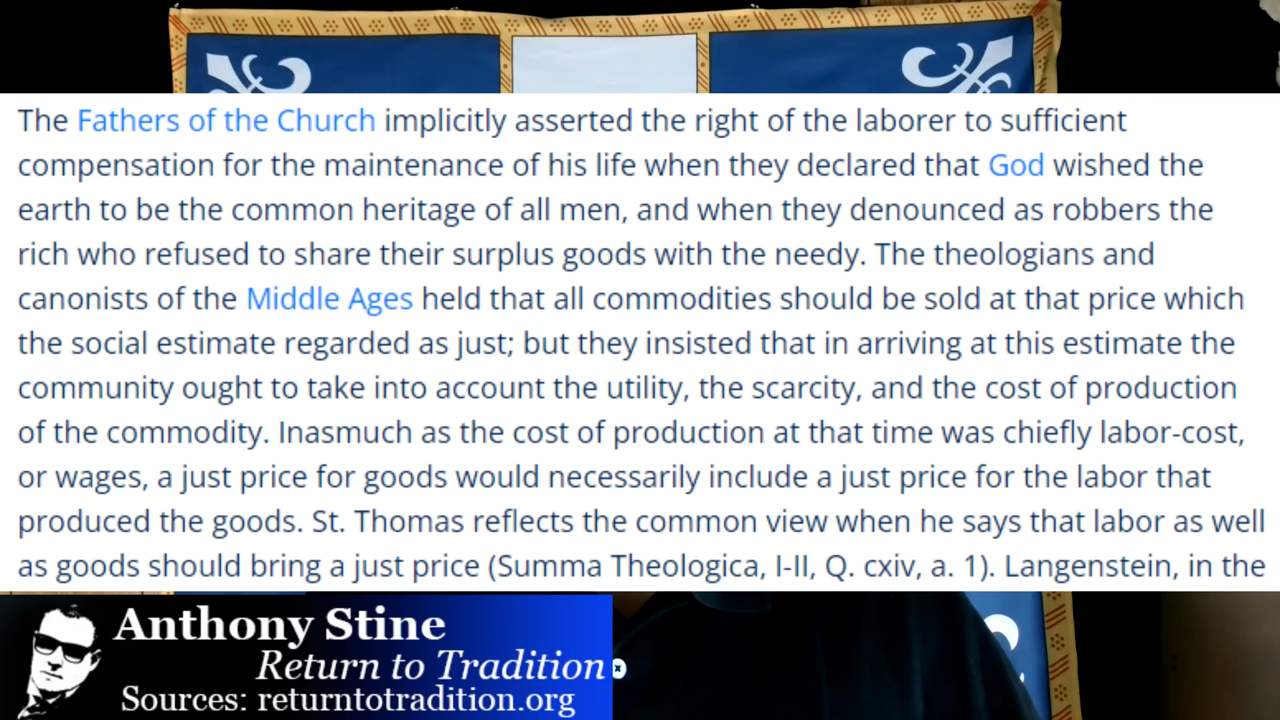 The Fathers of the Church implicitly asserted the right of the laborer to sufficient
compensation for the maintenance of his life when they declared that God wished the
earth to be the common heritage of all men, and when they denounced as robbers the
rich who refused to share their surplus goods with the needy. The theologians and
canonists of the Middle Ages held that all commodities should be sold at that price which
the social estimate regarded as just; but they insisted that in arriving at this estimate the
community ought to take into account the utility, the scarcity, and the cost of production
of the commodity. Inasmuch as the cost of production at that time was chiefly labor-cost,
or wages, a just price for goods would necessarily include a just price for the labor that
produced the goods. St. Thomas reflects the common view when he says that labor as well
as goods should bring a just price (Summa Theologica, I-II, Q. cxiv, a. 1). Langenstein, in the
Anthony Stine
Return to Tradition
Sources: returntotradition.org